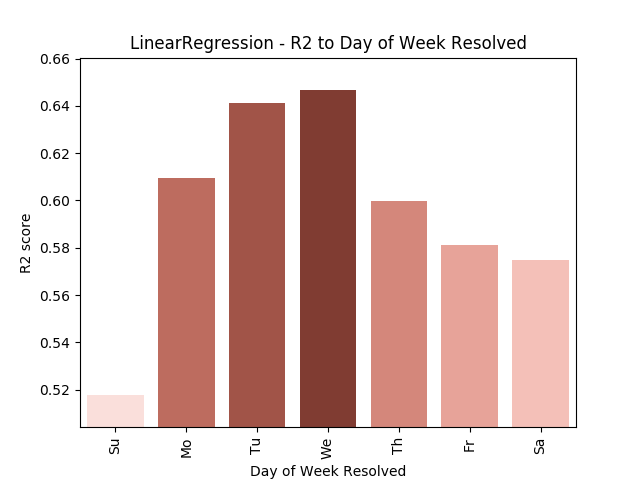 LinearRegression - R2 to Day of Week Resolved
0.66
0.64
0.62
0.60
0.58
0.56
0.54
0.52
R2 score
Su Mo Tu We Th Fr Sa
Day of Week Resolved